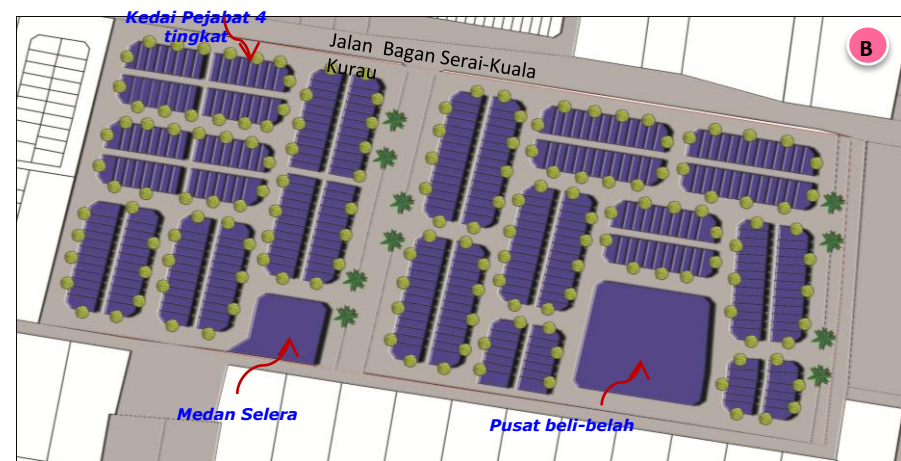 Kedai Pejabat 4
tingkat
Jalan Bagan Serai-Kuala
Kurau
B
Medan Selera
Pusat beli-belah